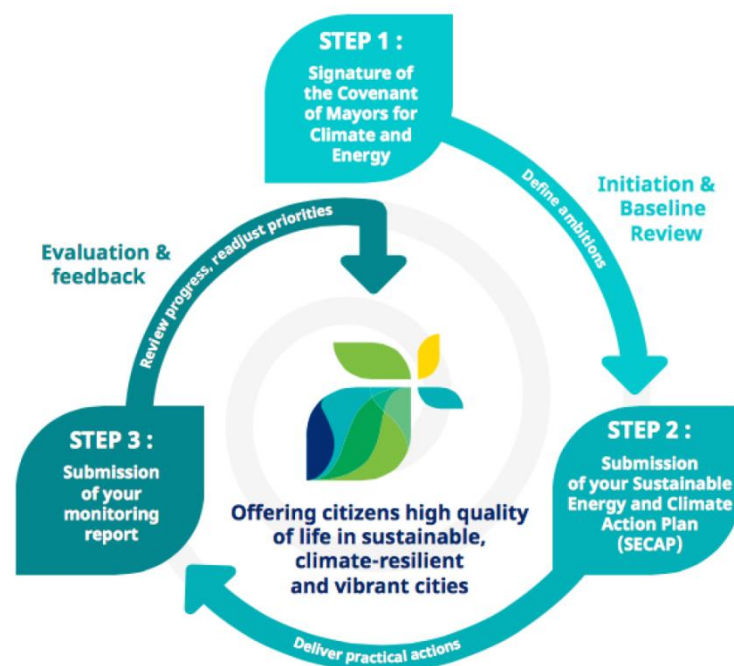 STEP 1 :
Signature of
the Covenant
of Mayors for
Climate and
Energy
Define ambitions
Initiation &
Baseline
Review
STEP 2 :
Submission
of your Sustainable
Energy and Climate
Action Plan
(SECAP)
Deliver practical actions
STEP 3 :
Submission
of your
monitoring
report
Review progress, readjust priorities
Evaluation &
feedback
Offering citizens high quality
of life in sustainable,
climate-resilient
and vibrant cities